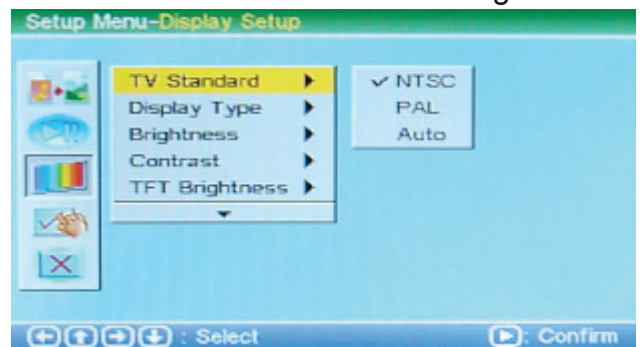 Setup Menu-Display Setup
TV Standard
Display Type
Brightness
Contrast
TFT Brightness
✓ NTSC
PAL
Auto
: Select
: Confirm